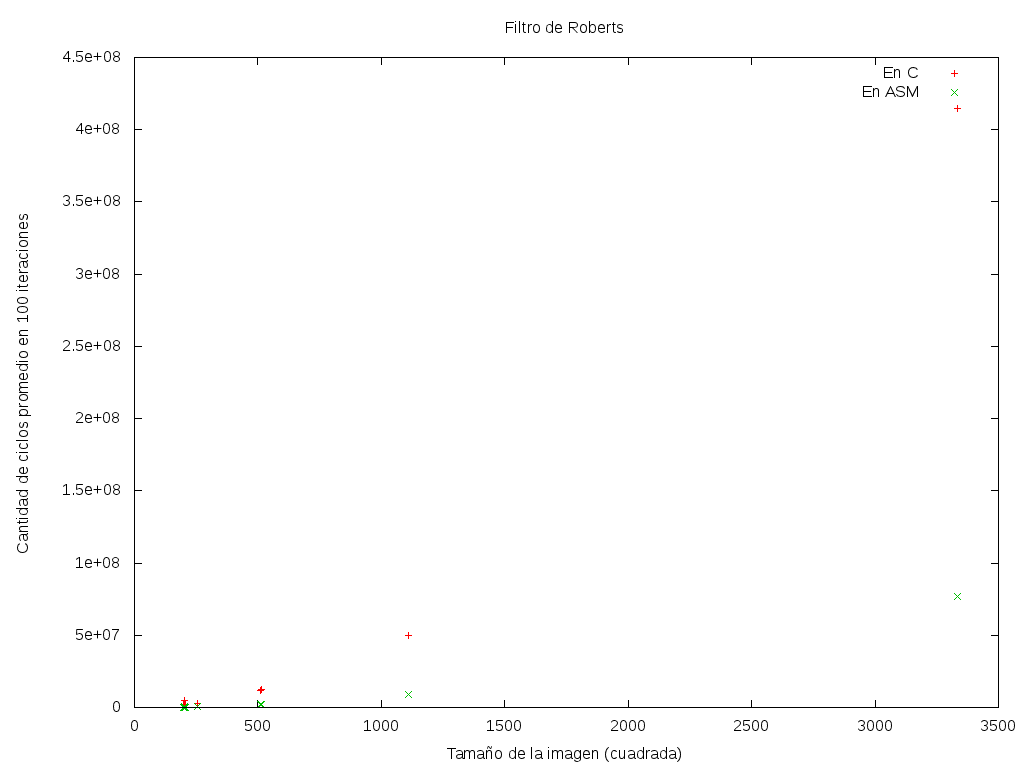 Filtro de Roberts
4.5e+08
4e+08
3.5e+08
3e+08
2.5e+08
2e+08
1.5e+08
1e+08
5e+07
0
En C
En ASM
Cantidad de ciclos promedio en 100 iteraciones
0 500 1000 1500 2000 2500 3000 3500
Tamaño de la imagen (cuadrada)